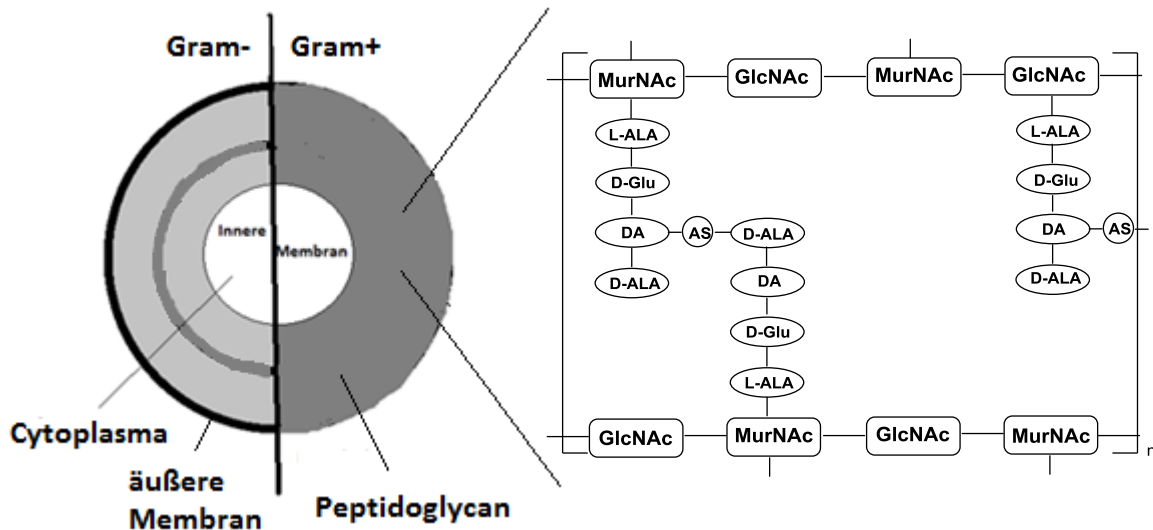 Gram-
Gram+
Innere
Membran
Cytoplasma
äußere
Membran
Peptidoglycan
MurNAc
GlcNAc
MurNAc
GlcNAc
L-ALA
L-ALA
D-Glu
D-Glu
DA
AS
D-ALA
DA
AS
D-ALA
DA
D-ALA
D-Glu
L-ALA
GlcNAc
MurNAc
GlcNAc
MurNAc
n